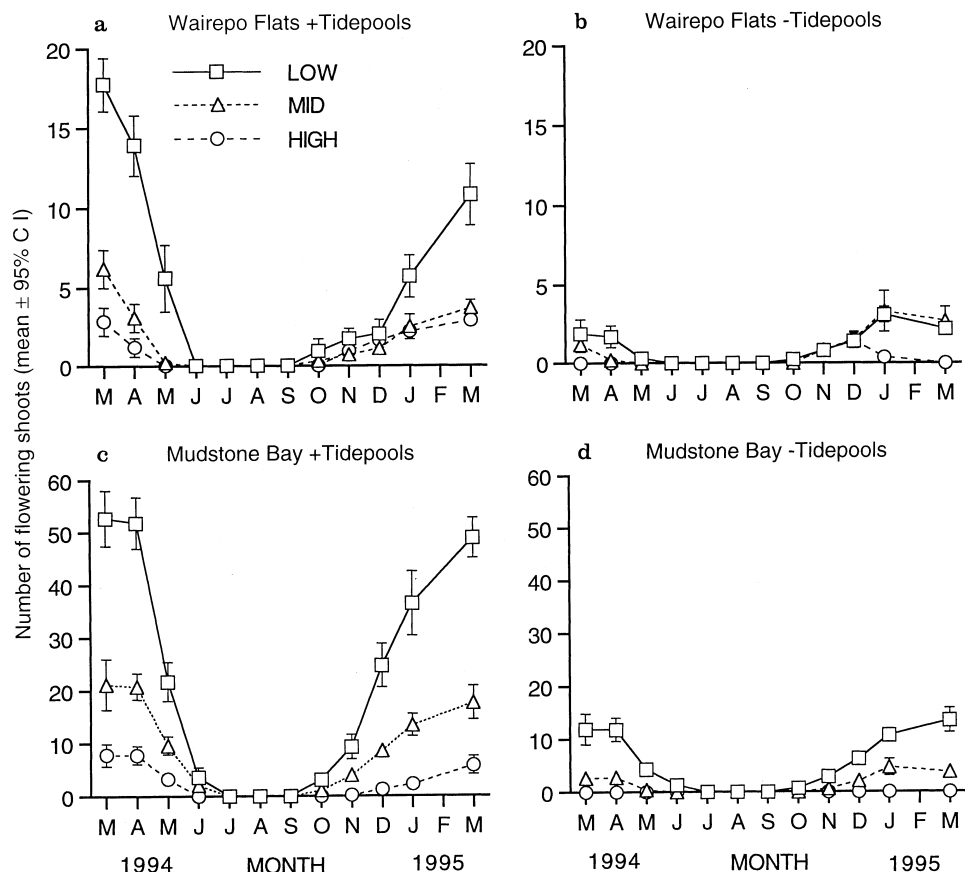 a Wairepo Flats +Tidepools
20
15
10
5
0
LOW
MID
HIGH
M A M J J A S O N D J F M
b Wairepo Flats -Tidepools
20
15
10
5
0
M A M J J A S O N D J F M
Number of flowering shoots (mean ± 95% C I)
c Mudstone Bay +Tidepools
60
50
40
30
20
10
0
M A M J J A S O N D J F M
1994 MONTH 1995
d Mudstone Bay -Tidepools
60
50
40
30
20
10
0
M A M J J A S O N D J F M
1994 MONTH 1995